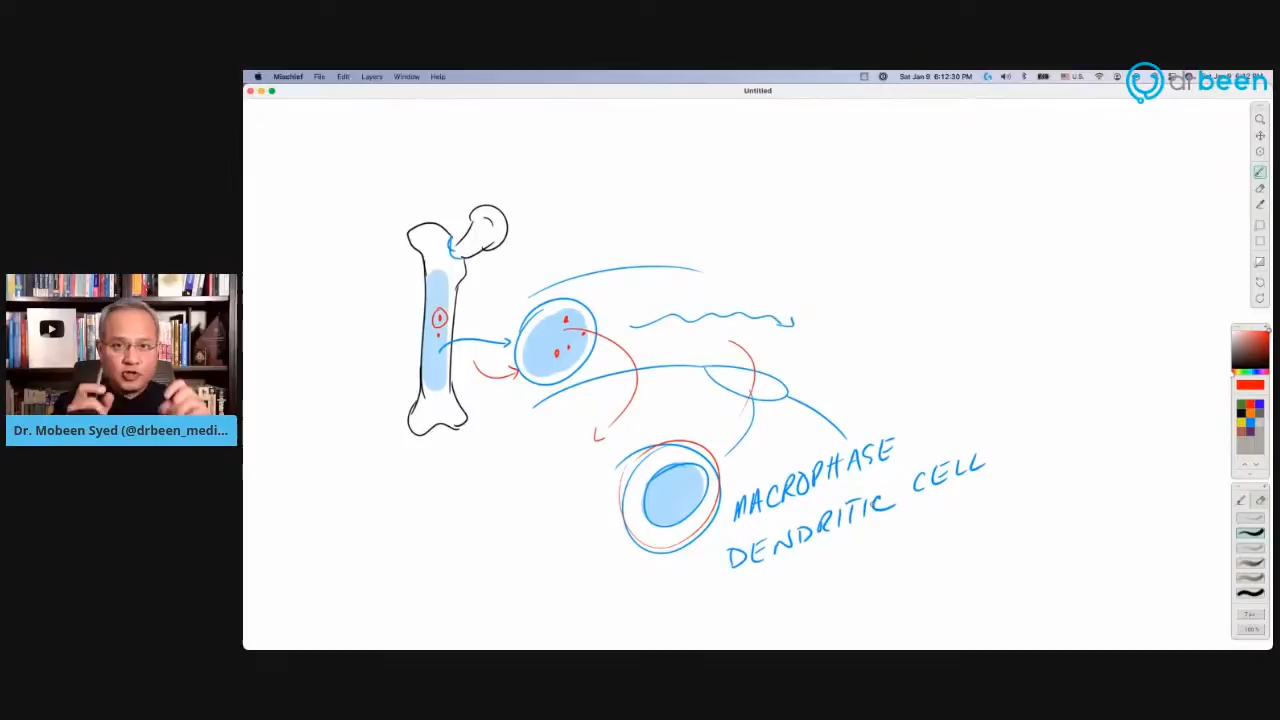 Mischief File Edit Layers Window Help
Sat Jan 9 6:12:30 PM
U.S.
drbeen
Untitled
Dr. Mobeen Syed (@drbeen_medi...
MACROPHASE
DENDRITIC CELL
100%